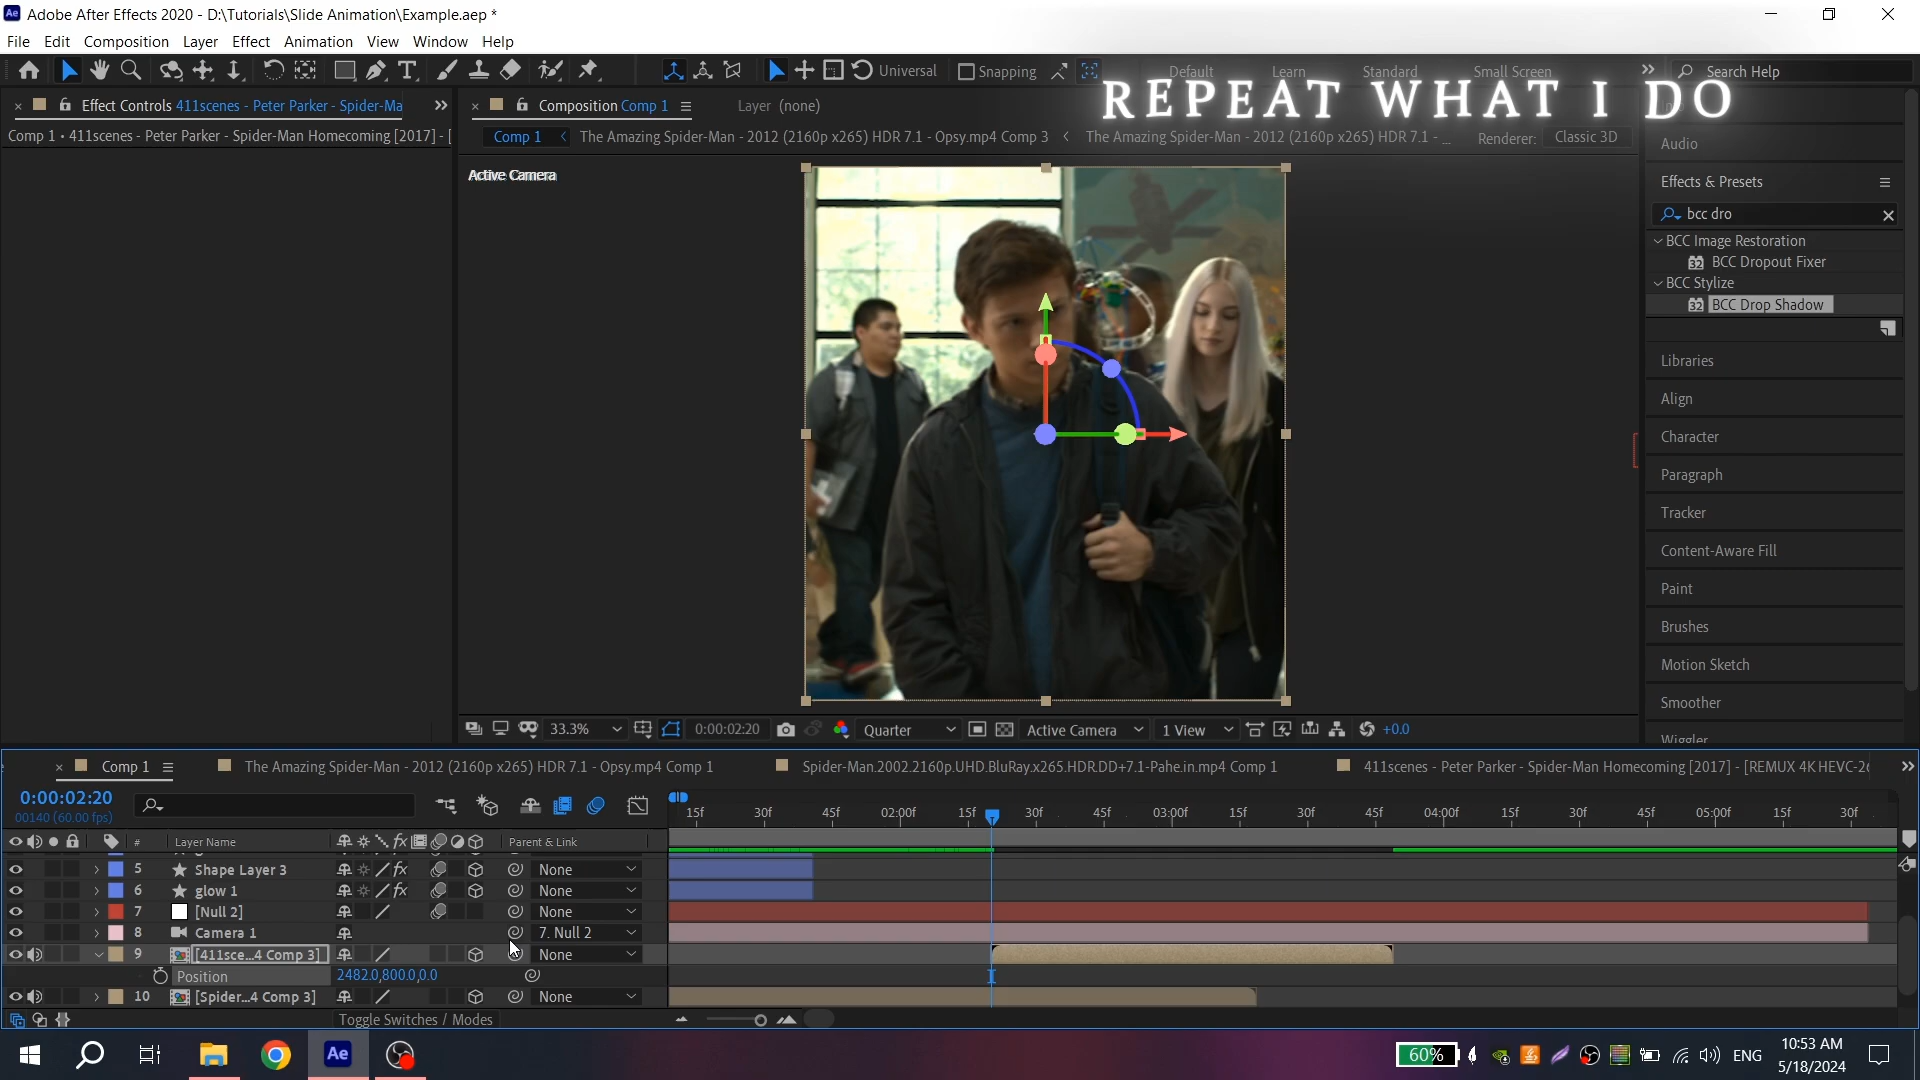 Ae Adobe After Effects 2020 - D:\Tutorials\Slide Animation\Example.aep *
File Edit Composition Layer Effect Animation View Window Help
Universal Snapping Default Learn Standard Small Screen Search Help
REPEAT WHAT I DO
Effect Controls 411scenes - Peter Parker - Spider-Ma
Composition Comp 1 Layer (none)
Comp 1 • 411scenes - Peter Parker - Spider-Man Homecoming [2017] - [
Comp 1 The Amazing Spider-Man - 2012 (2160p x265) HDR 7.1 - Opsy.mp4 Comp 3 The Amazing Spider-Man - 2012 (2160p x265) HDR 7.1 - ... Renderer: Classic 3D
Active Camera
Audio
Effects & Presets
bcc dro
BCC Image Restoration
32 BCC Dropout Fixer
BCC Stylize
32 BCC Drop Shadow
Libraries
Align
Character
Paragraph
Tracker
Content-Aware Fill
Paint
Brushes
Motion Sketch
Smoother
Wiggler
33.3% 0:00:02:20 Quarter Active Camera 1 View +0.0
Comp 1 The Amazing Spider-Man - 2012 (2160p x265) HDR 7.1 - Opsy.mp4 Comp 1 Spider-Man.2002.2160p.UHD.BluRay.x265.HDR.DD+7.1-Pahe.in.mp4 Comp 1 411scenes - Peter Parker - Spider-Man Homecoming [2017] - [REMUX 4K HEVC-26
0:00:02:20
00140 (60.00 fps)
15f 30f 45f 02:00f 15f 30f 45f 03:00f 15f 30f 45f 04:00f 15f 30f 45f 05:00f 15f 30f
# Layer Name Parent & Link
5 Shape Layer 3 None
6 glow 1 None
7 [Null 2] None
8 Camera 1 7. Null 2
9 [411sce...4 Comp 3] None
Position 2482.0,800.0,0.0
10 [Spider...4 Comp 3] None
Toggle Switches / Modes
Ae 60% ENG 10:53 AM
5/18/2024